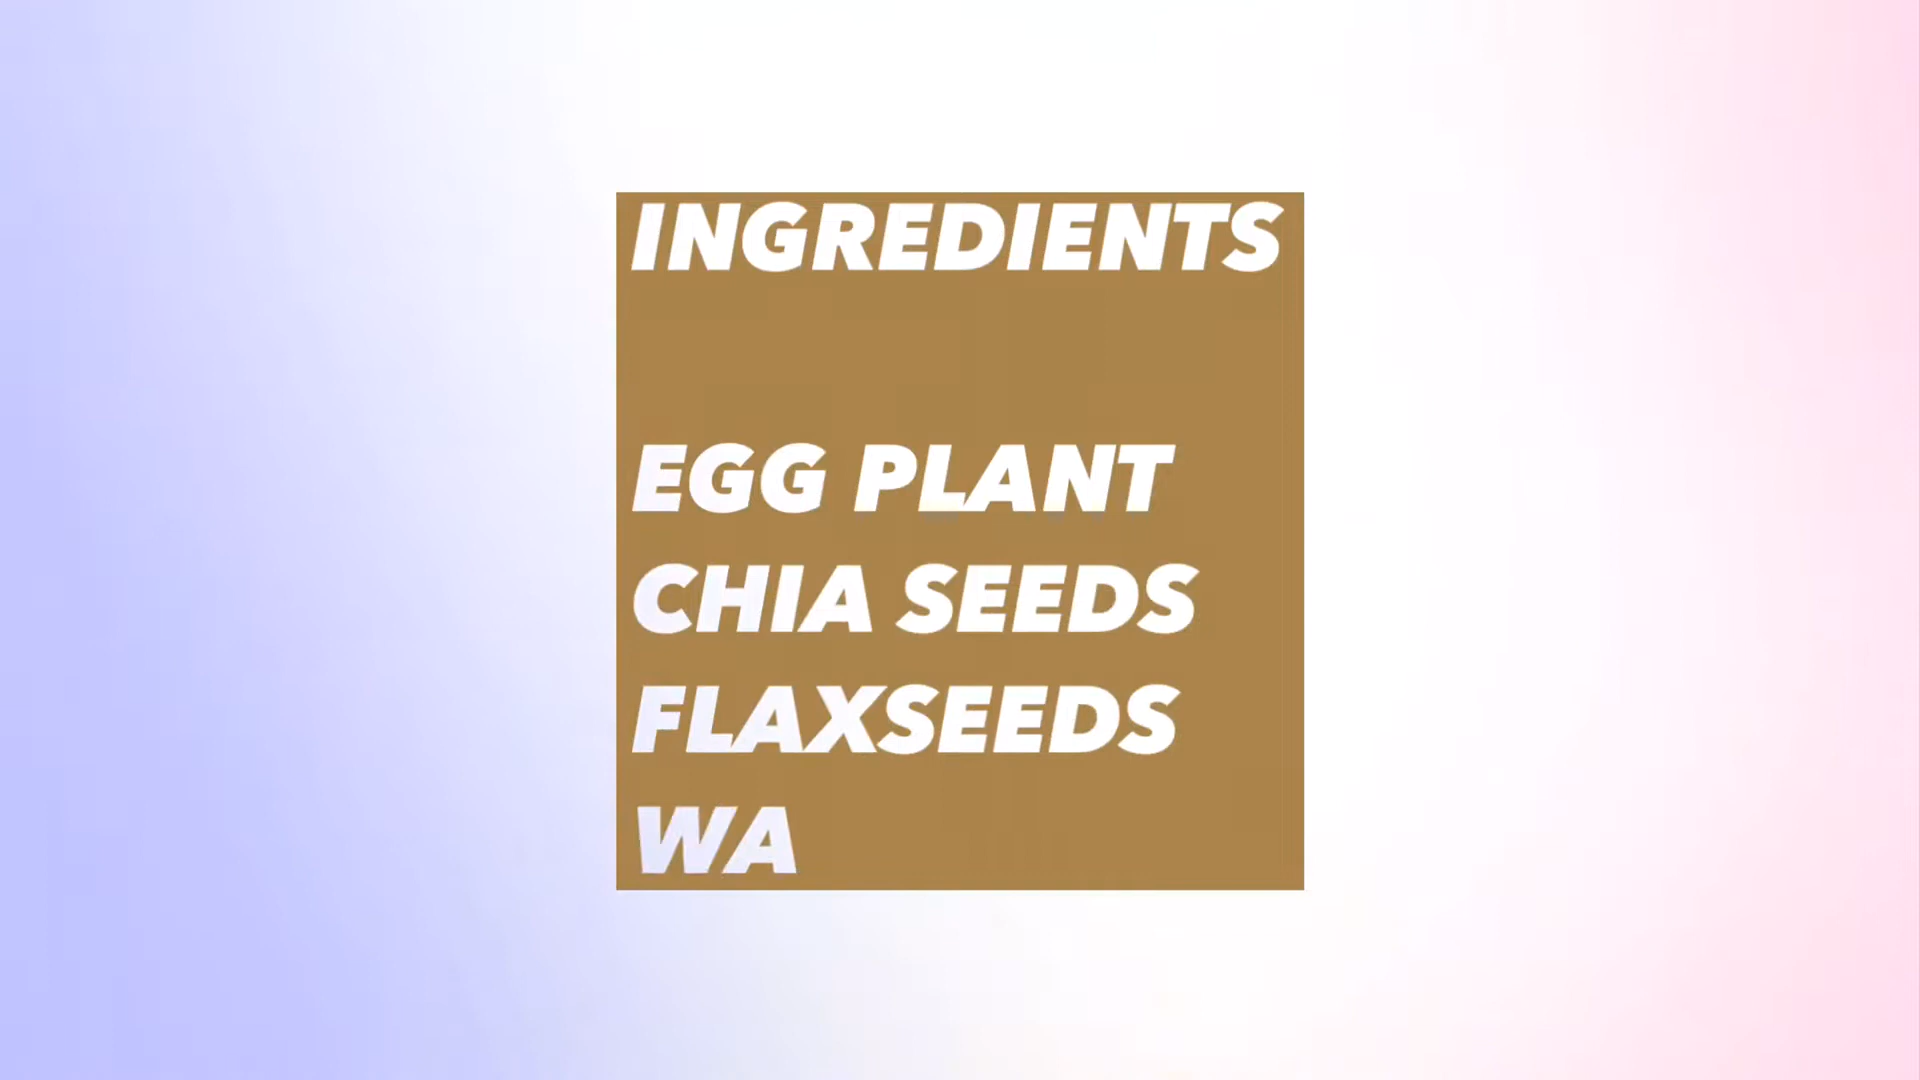 INGREDIENTS
EGG PLANT
CHIA SEEDS
FLAXSEEDS
WA